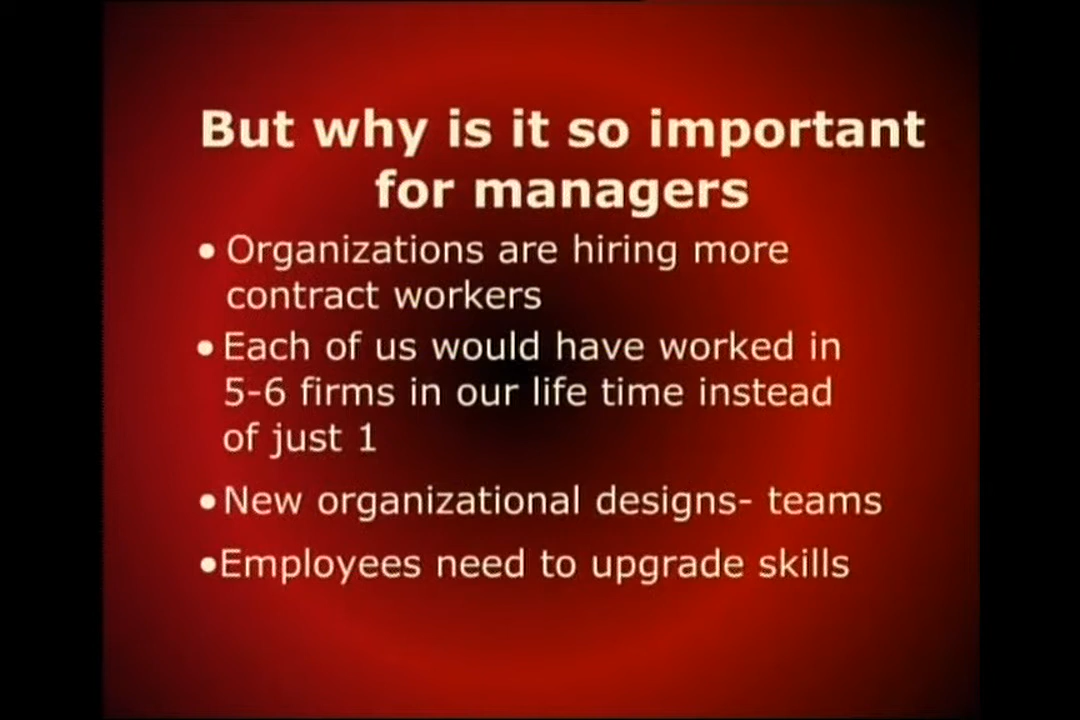 But why is it so important
for managers
• Organizations are hiring more
contract workers
• Each of us would have worked in
5-6 firms in our life time instead
of just 1
• New organizational designs- teams
•Employees need to upgrade skills